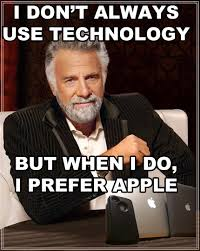 I DON'T ALWAYS
USE TECHNOLOGY
BUT WHEN I DO,
I PREFER APPLE